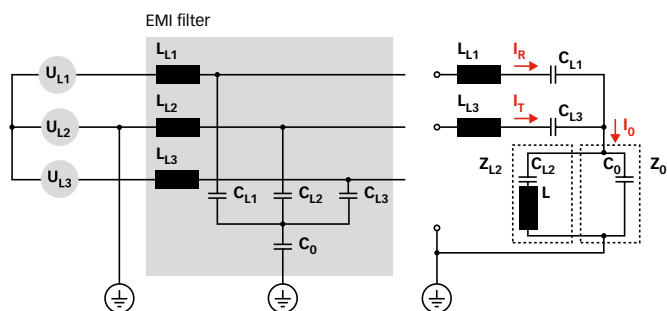 EMI filter
U_L1
L_L1
U_L2
L_L2
U_L3
L_L3
C_L1
C_L2
C_L3
C_0
L_L1
I_R
C_L1
L_L3
I_T
C_L3
I_0
Z_L2
C_L2
C_0
Z_0
L